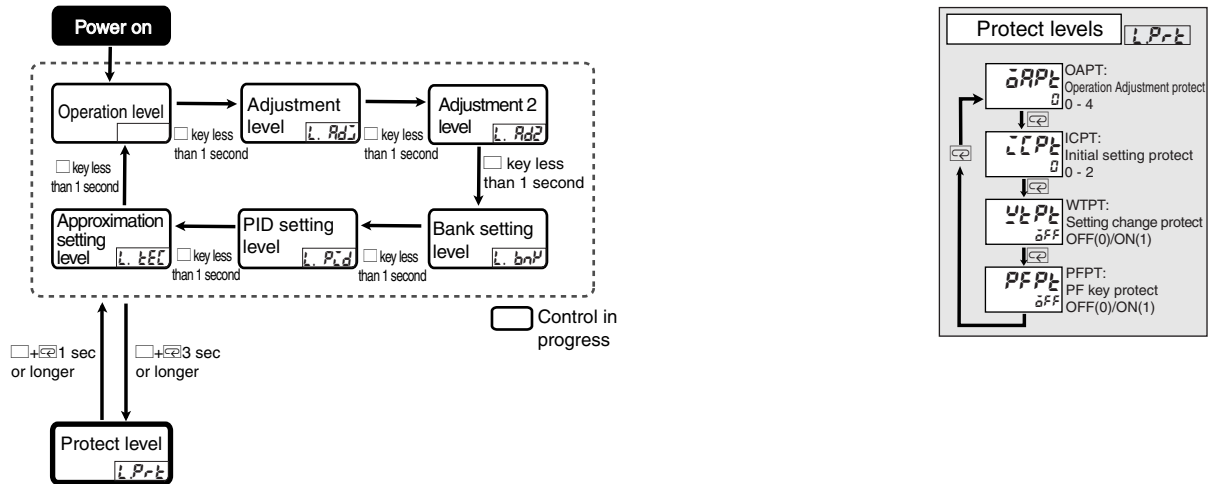 Power on
Operation level
Adjustment
level
L. Adj
Adjustment 2
level
L. Ad2
key less
than 1 second
key less
than 1 second
key less
than 1 second
key less
than 1 second
Approximation
setting
level
L. tEC
PID setting
level
L. Pid
Bank setting
level
L. bnK
key less
than 1 second
key less
than 1 second
Control in
progress
+ 1 sec
or longer
+ 3 sec
or longer
Protect level
L.Prt
Protect levels
L.Prt
oAPt
0
OAPT:
Operation Adjustment protect
0 - 4
iCPt
0
ICPT:
Initial setting protect
0 - 2
WtPt
oFF
WTPT:
Setting change protect
OFF(0)/ON(1)
PFPt
oFF
PFPT:
PF key protect
OFF(0)/ON(1)